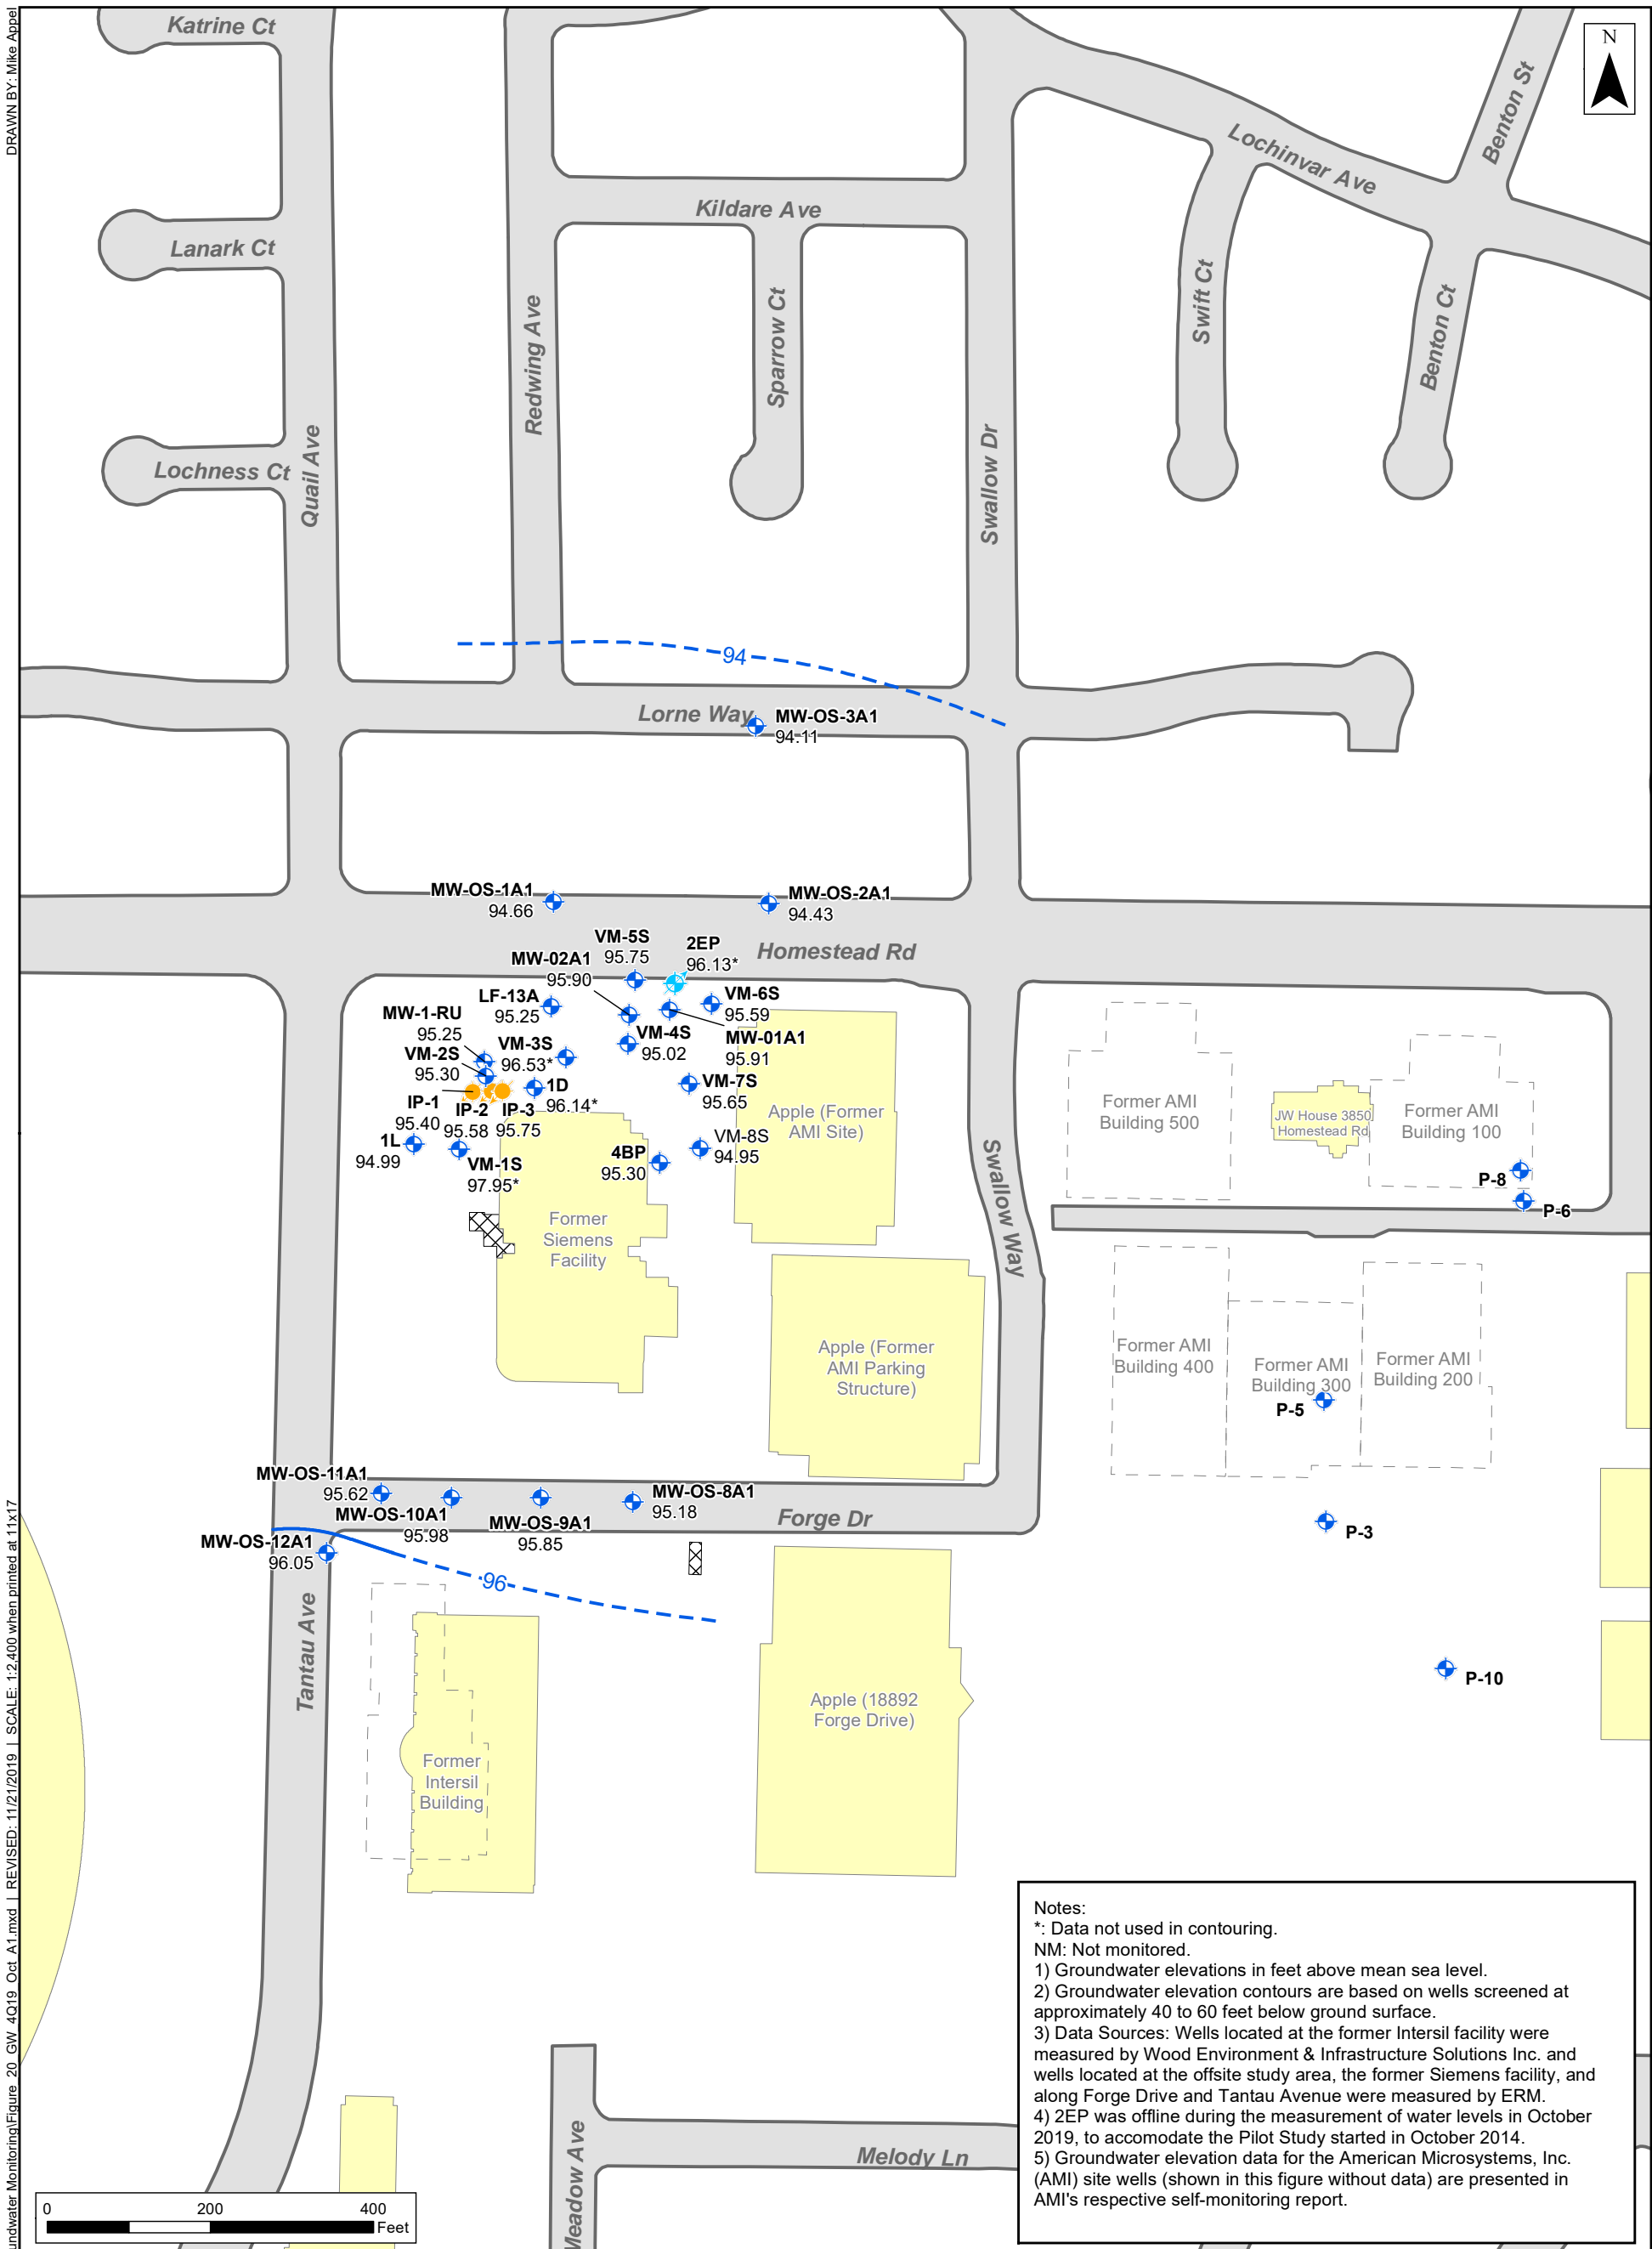 DRAWN BY: Mike Appel
N
Katrine Ct
Benton St
Lochinvar Ave
Kildare Ave
Lanark Ct
Swift Ct
Benton Ct
Sparrow Ct
Redwing Ave
Quail Ave
Lochness Ct
Swallow Dr
94
Lorne Way
MW-OS-3A1
94.11
MW-OS-1A1
94.66
MW-OS-2A1
94.43
Homestead Rd
VM-5S
95.75
2EP
96.13*
MW-02A1
95.90
LF-13A
95.25
VM-6S
95.59
MW-1-RU
95.25
VM-3S
96.53*
VM-4S
95.02
MW-01A1
95.91
VM-2S
95.30
1D
96.14*
VM-7S
95.65
IP-1
95.40
IP-2
95.58
IP-3
95.75
1L
94.99
VM-1S
97.95*
4BP
95.30
VM-8S
94.95
Apple (Former
AMI Site)
Former AMI
Building 500
JW House 3850
Homestead Rd
Former AMI
Building 100
P-8
P-6
Former
Siemens
Facility
Swallow Way
Apple (Former
AMI Parking
Structure)
Former AMI
Building 400
Former AMI
Building 300
Former AMI
Building 200
P-5
MW-OS-11A1
95.62
MW-OS-10A1
95.98
MW-OS-9A1
95.85
MW-OS-8A1
95.18
Forge Dr
P-3
MW-OS-12A1
96.05
96
Tantau Ave
P-10
Apple (18892
Forge Drive)
Former
Intersil
Building
Notes:
*: Data not used in contouring.
NM: Not monitored.
1) Groundwater elevations in feet above mean sea level.
2) Groundwater elevation contours are based on wells screened at
approximately 40 to 60 feet below ground surface.
3) Data Sources: Wells located at the former Intersil facility were
measured by Wood Environment & Infrastructure Solutions Inc. and
wells located at the offsite study area, the former Siemens facility, and
along Forge Drive and Tantau Avenue were measured by ERM.
4) 2EP was offline during the measurement of water levels in October
2019, to accomodate the Pilot Study started in October 2014.
5) Groundwater elevation data for the American Microsystems, Inc.
(AMI) site wells (shown in this figure without data) are presented in
AMI's respective self-monitoring report.
Meadow Ave
Melody Ln
0 200 400
Feet
undwater Monitoring\Figure 20 GW 4Q19 Oct A1.mxd | REVISED: 11/21/2019 | SCALE: 1:2,400 when printed at 11x17